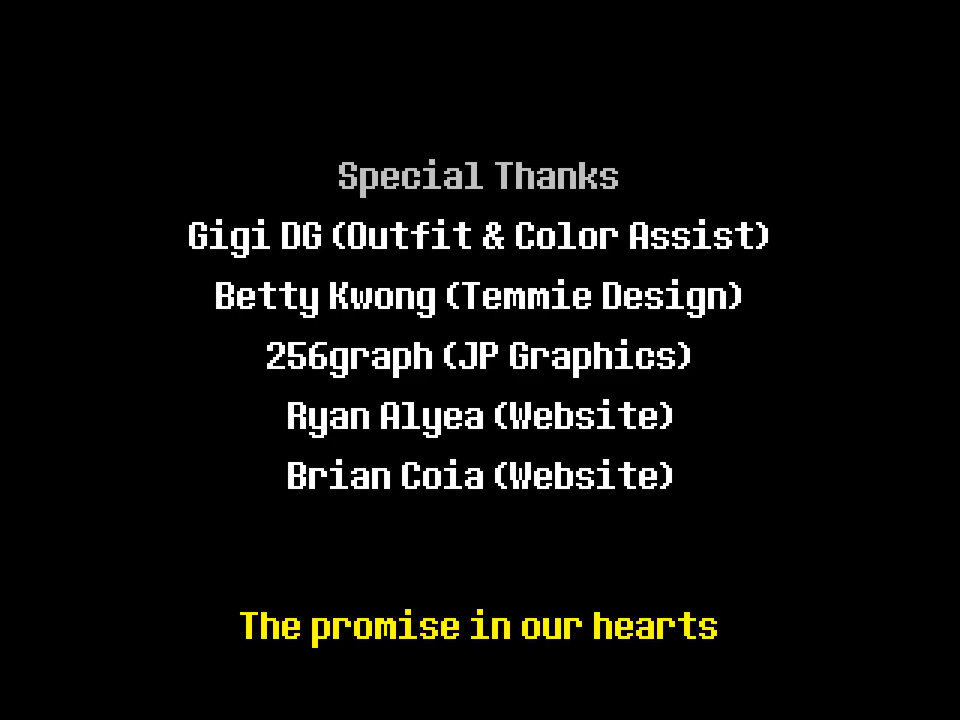 Special Thanks
Gigi DG (Outfit & Color Assist)
Betty Kwong (Temmie Design)
256graph (JP Graphics)
Ryan Alyea (Website)
Brian Coia (Website)
The promise in our hearts